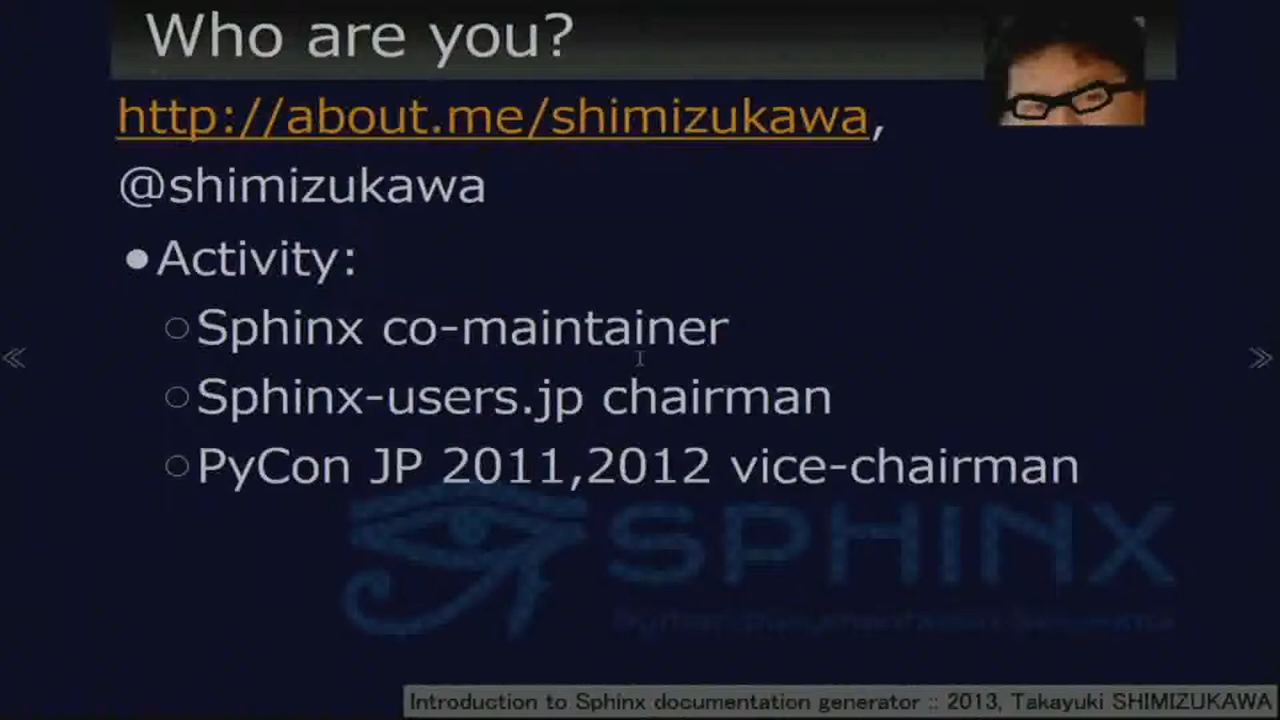 Who are you?
http://about.me/shimizukawa,
@shimizukawa
●Activity:
○Sphinx co-maintainer
○Sphinx-users.jp chairman
○PyCon JP 2011,2012 vice-chairman
SPHINX
Introduction to Sphinx documentation generator :: 2013, Takayuki SHIMIZUKAWA